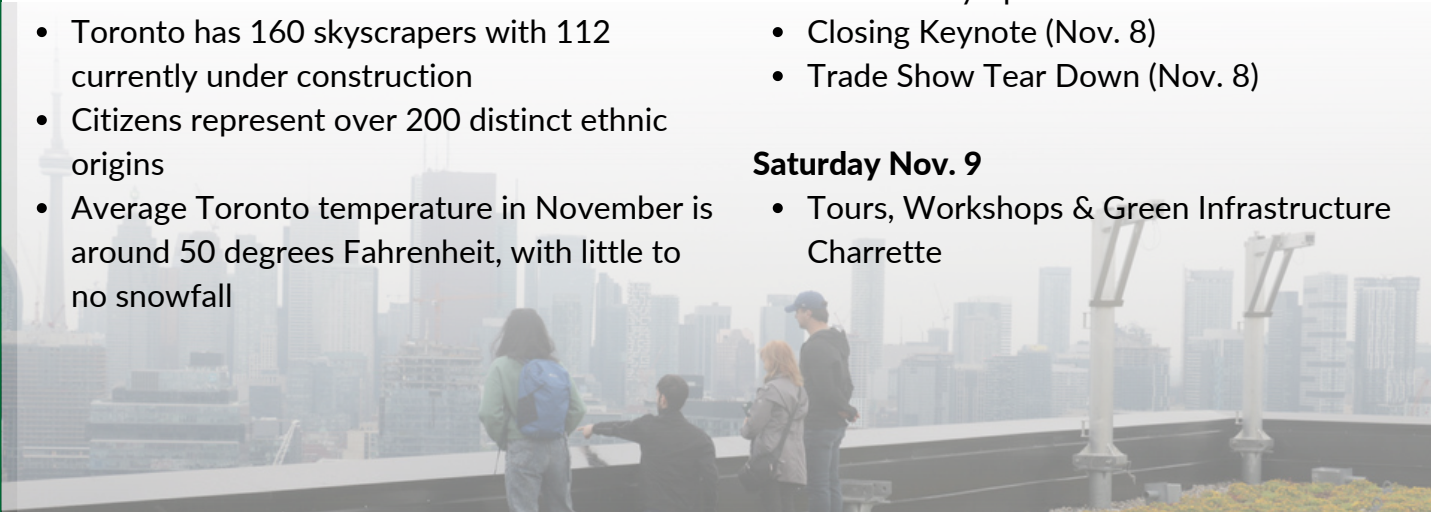 • Toronto has 160 skyscrapers with 112
currently under construction
• Citizens represent over 200 distinct ethnic
origins
• Average Toronto temperature in November is
around 50 degrees Fahrenheit, with little to
no snowfall
• Closing Keynote (Nov. 8)
• Trade Show Tear Down (Nov. 8)
Saturday Nov. 9
• Tours, Workshops & Green Infrastructure
Charrette